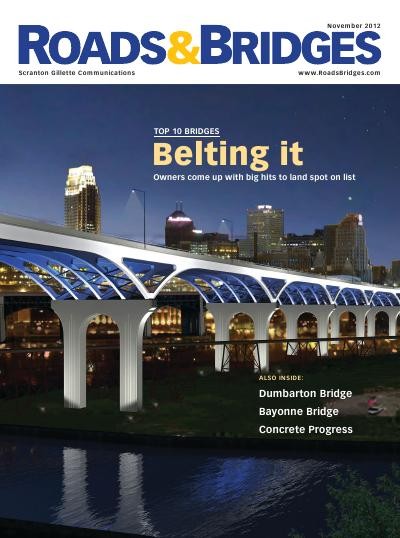 November 2012
ROADS&BRIDGES
Scranton Gillette Communications
www.RoadsBridges.com
TOP 10 BRIDGES
Belting it
Owners come up with big hits to land spot on list
ALSO INSIDE:
Dumbarton Bridge
Bayonne Bridge
Concrete Progress